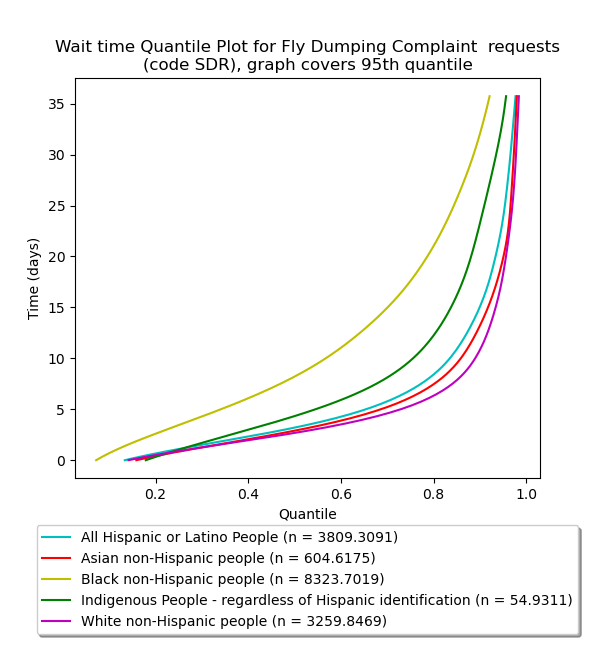 Wait time Quantile Plot for Fly Dumping Complaint  requests
(code SDR), graph covers 95th quantile
35
30
25
20
15
10
5
0
Time (days)
0.2 0.4 0.6 0.8 1.0
Quantile
All Hispanic or Latino People (n = 3809.3091)
Asian non-Hispanic people (n = 604.6175)
Black non-Hispanic people (n = 8323.7019)
Indigenous People - regardless of Hispanic identification (n = 54.9311)
White non-Hispanic people (n = 3259.8469)